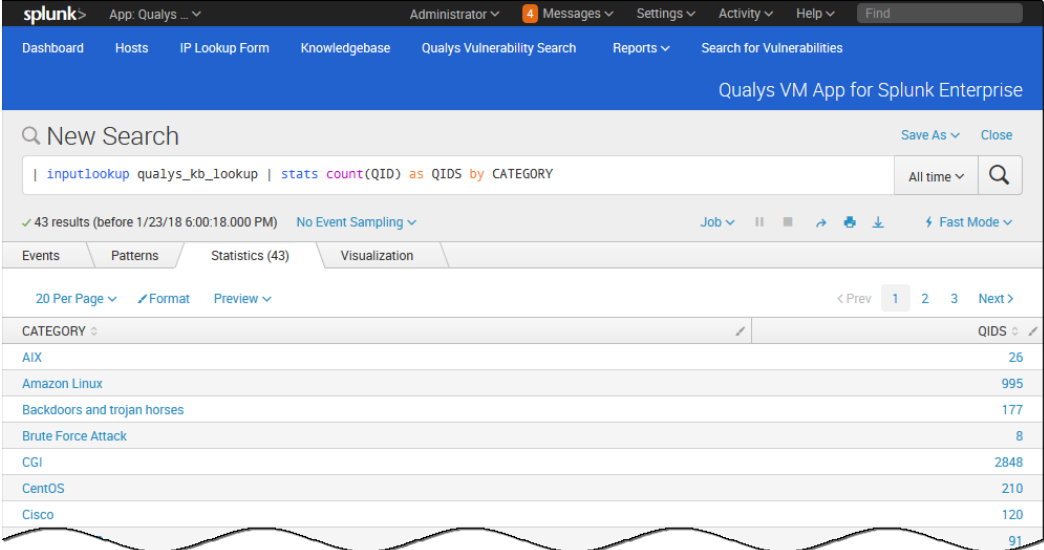 splunk> App: Qualys ... Administrator 4 Messages Settings Activity Help Find
Dashboard Hosts IP Lookup Form Knowledgebase Qualys Vulnerability Search Reports Search for Vulnerabilities
Qualys VM App for Splunk Enterprise
New Search Save As Close
| inputlookup qualys_kb_lookup | stats count(QID) as QIDS by CATEGORY All time
43 results (before 1/23/18 6:00:18.000 PM) No Event Sampling Job Fast Mode
Events Patterns Statistics (43) Visualization
20 Per Page Format Preview < Prev 1 2 3 Next >
CATEGORY QIDS
AIX 26
Amazon Linux 995
Backdoors and trojan horses 177
Brute Force Attack 8
CGI 2848
CentOS 210
Cisco 120
91